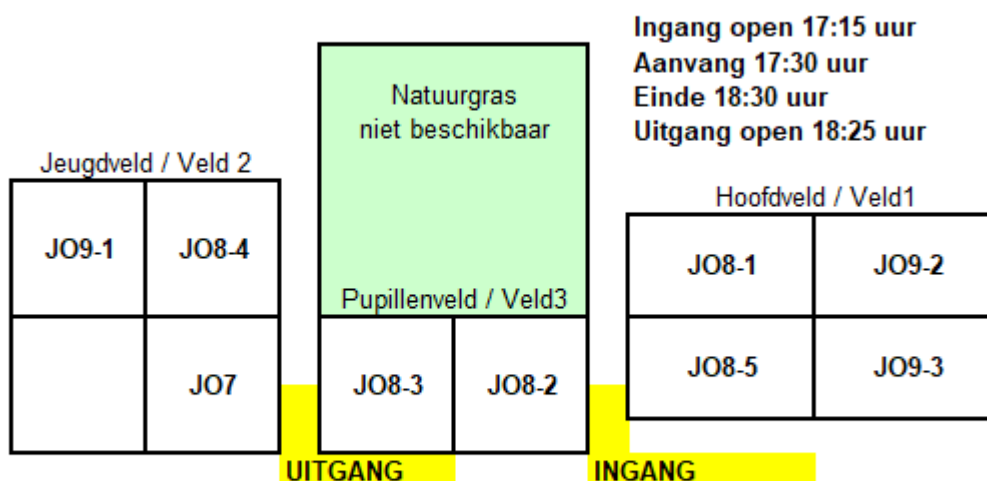 Ingang open 17:15 uur
Aanvang 17:30 uur
Einde 18:30 uur
Uitgang open 18:25 uur
Natuurgras
niet beschikbaar
Jeugdveld / Veld 2
JO9-1 JO8-4
JO7
Pupillenveld / Veld3
JO8-3 JO8-2
Hoofdveld / Veld1
JO8-1 JO9-2
JO8-5 JO9-3
UITGANG
INGANG